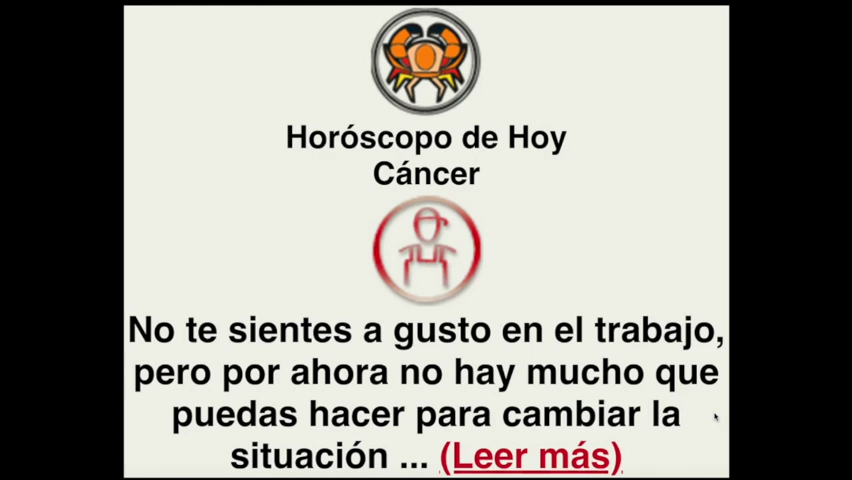 Horóscopo de Hoy
Cáncer
No te sientes a gusto en el trabajo,
pero por ahora no hay mucho que
puedas hacer para cambiar la
situación ... (Leer más)